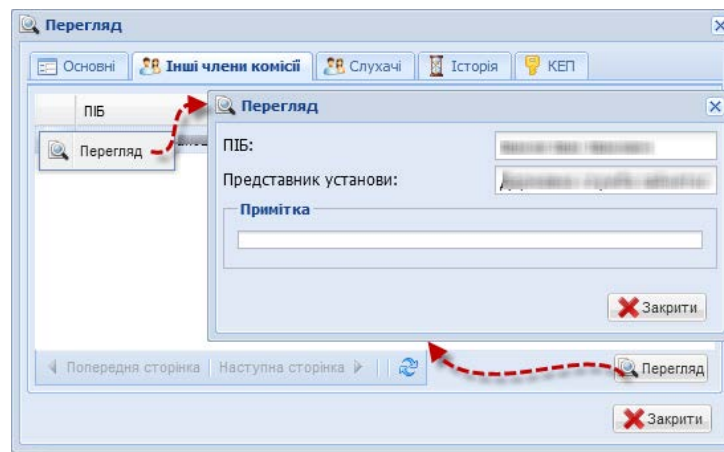 Перегляд
Основні Інші члени комісії Слухачі Історія КЕП
ПІБ
Перегляд
Перегляд
ПІБ:
Представник установи:
Примітка
Закрити
Попередня сторінка Наступна сторінка
Перегляд
Закрити